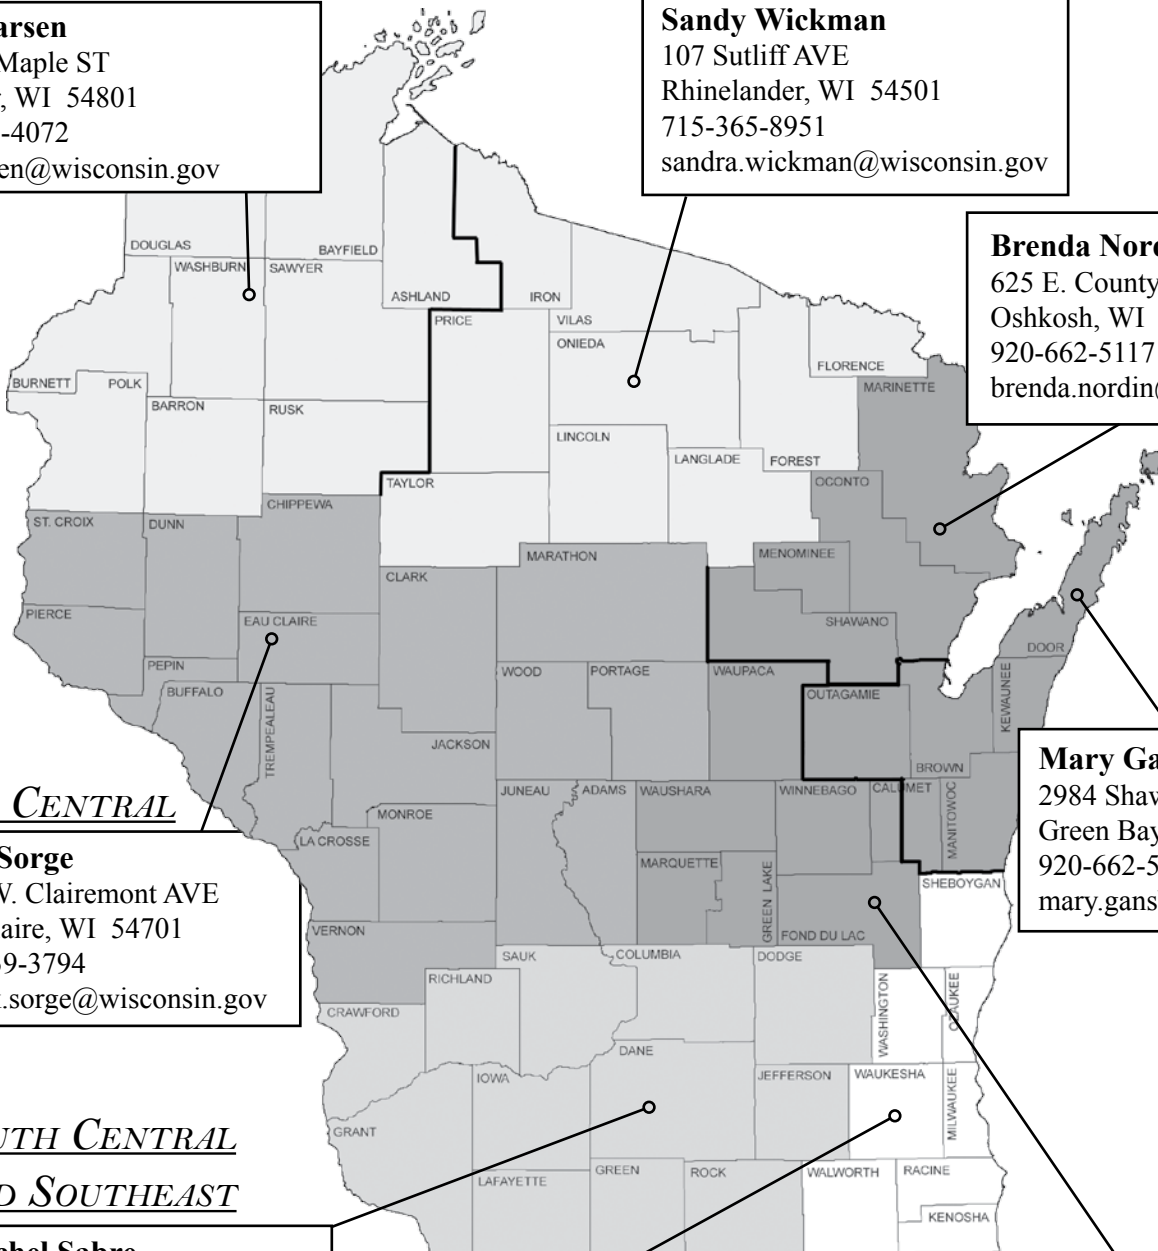 arsen
Maple ST
, WI 54801
-4072
en@wisconsin.gov
Sandy Wickman
107 Sutliff AVE
Rhinelander, WI 54501
715-365-8951
sandra.wickman@wisconsin.gov
Brenda Nord
625 E. County
Oshkosh, WI
920-662-5117
brenda.nordin@
DOUGLAS
BAYFIELD
WASHBURN
SAWYER
ASHLAND
IRON
PRICE
VILAS
ONIEDA
FLORENCE
BURNETT
POLK
MARINETTE
BARRON
RUSK
LINCOLN
LANGLADE
FOREST
TAYLOR
OCONTO
CHIPPEWA
ST. CROIX
DUNN
MARATHON
MENOMINEE
CLARK
PIERCE
EAU CLAIRE
SHAWANO
DOOR
PEPIN
WOOD
PORTAGE
WAUPACA
BUFFALO
TREMPEALEAU
OUTAGAMIE
KEWAUNEE
JACKSON
BROWN
Mary Ga
2984 Shaw
Green Bay
920-662-5
mary.gans
JUNEAU
ADAMS
WAUSHARA
WINNEBAGO
CALUMET
MANITOWOC
CENTRAL
MONROE
LA CROSSE
Sorge
W. Clairemont AVE
aire, WI 54701
39-3794
k.sorge@wisconsin.gov
MARQUETTE
GREEN LAKE
SHEBOYGAN
VERNON
FOND DU LAC
SAUK
COLUMBIA
DODGE
RICHLAND
WASHINGTON
OZAUKEE
CRAWFORD
DANE
IOWA
JEFFERSON
WAUKESHA
MILWAUKEE
GRANT
UTH CENTRAL
D SOUTHEAST
LAFAYETTE
GREEN
ROCK
WALWORTH
RACINE
KENOSHA
chel Sabre